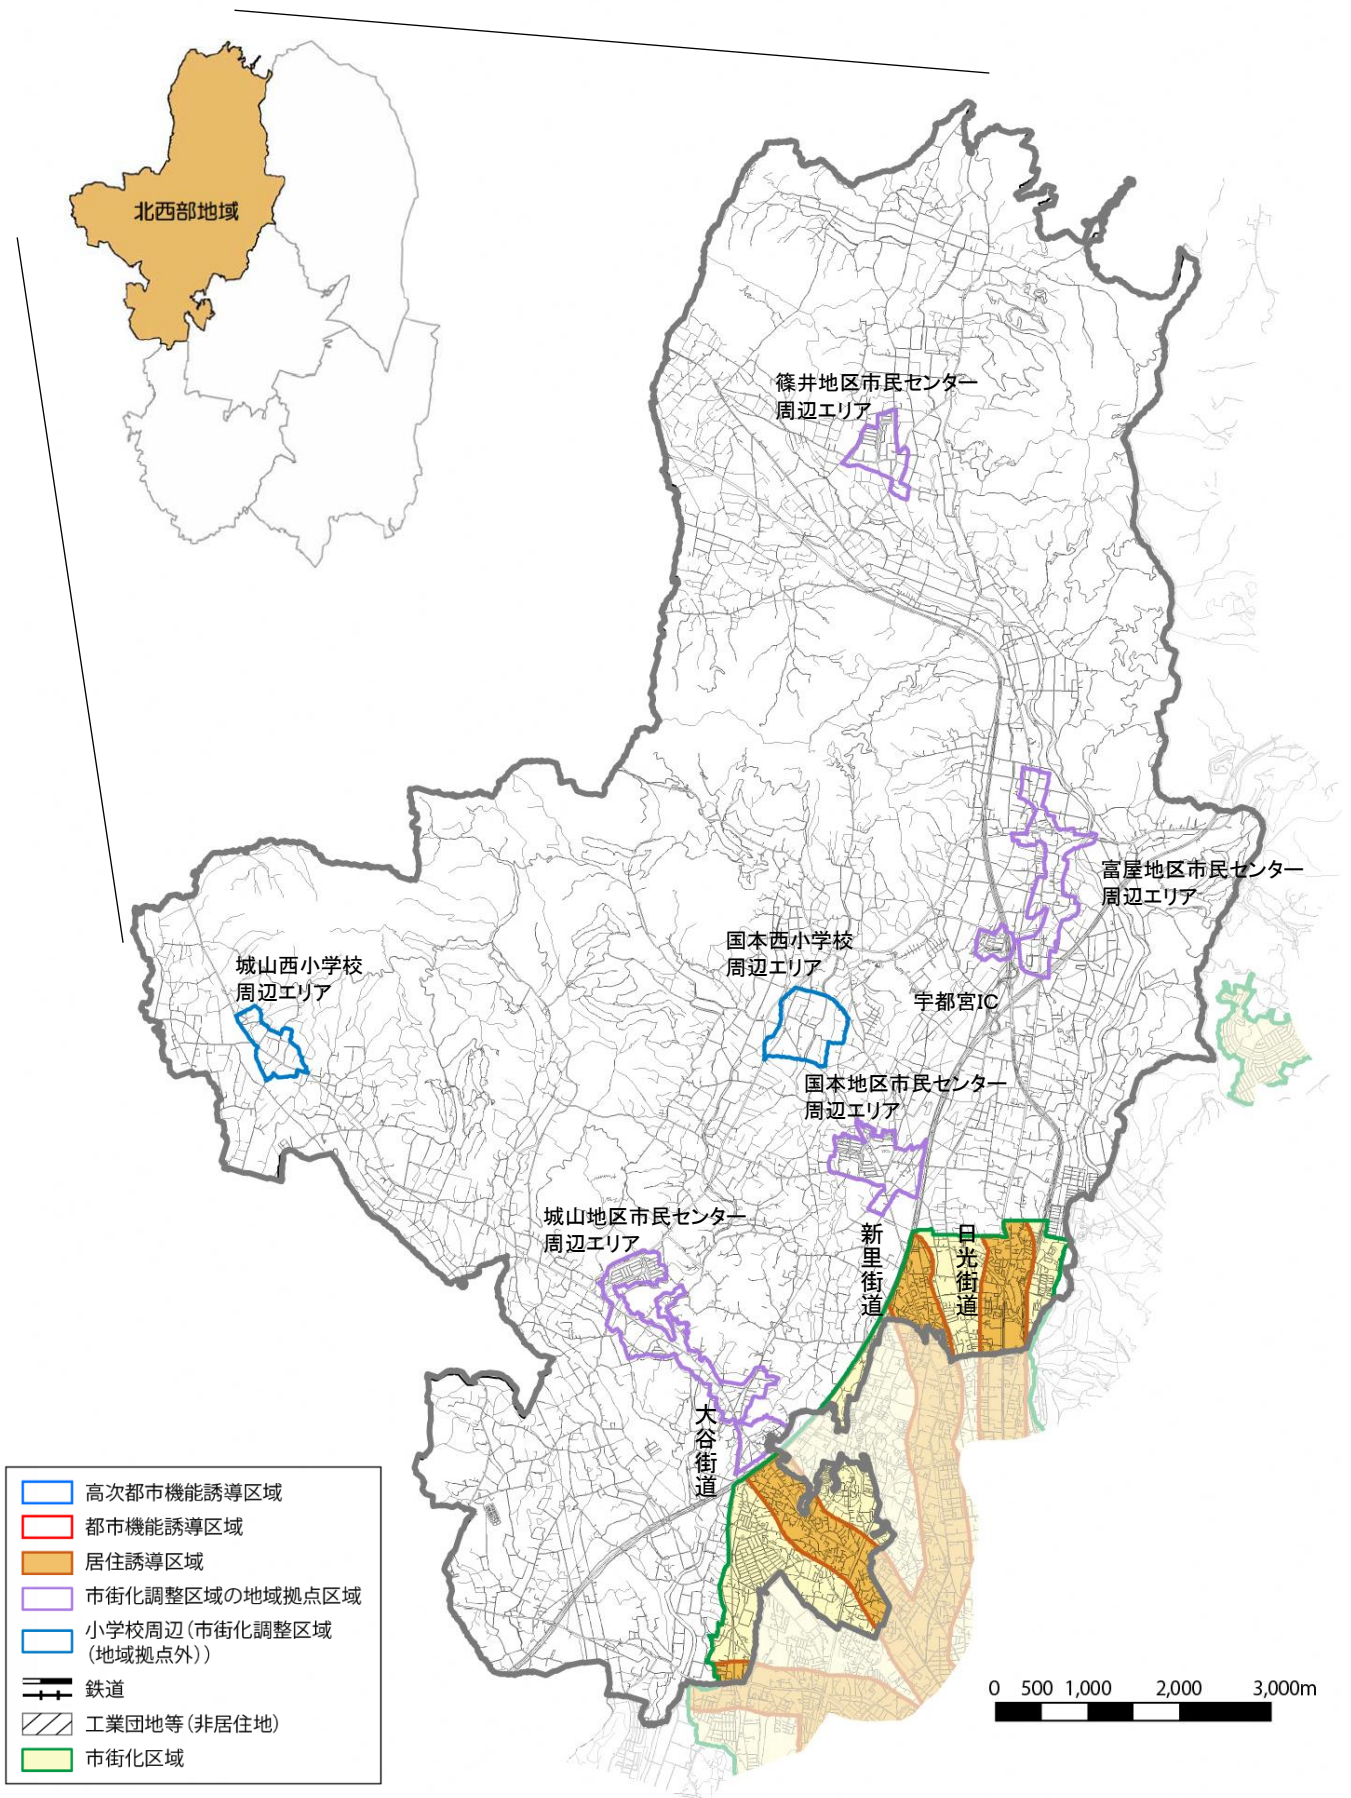 北西部地域
篠井地区市民センター
周辺エリア
富屋地区市民センター
周辺エリア
国本西小学校
周辺エリア
城山西小学校
周辺エリア
宇都宮IC
国本地区市民センター
周辺エリア
城山地区市民センター
周辺エリア
新里街道
日光街道
大谷街道
高次都市機能誘導区域
都市機能誘導区域
居住誘導区域
市街化調整区域の地域拠点区域
小学校周辺(市街化調整区域
(地域拠点外))
鉄道
工業団地等(非居住地)
市街化区域
0 500 1,000 2,000 3,000m